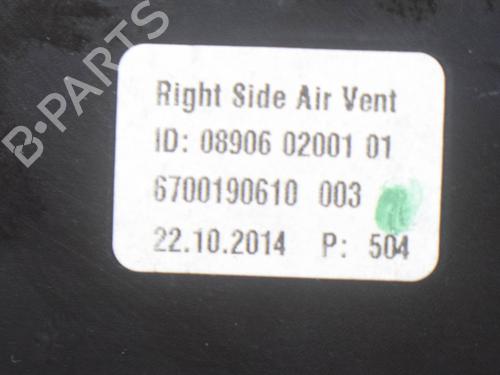 B-PARTS
Right Side Air Vent
ID: 08906 02001 01
6700190610 003
22.10.2014 P: 504